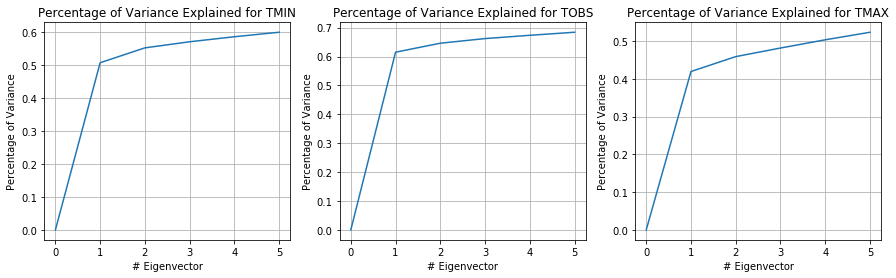 Percentage of Variance Explained for TMIN
0.6
0.5
0.4
0.3
0.2
0.1
0.0
Percentage of Variance
0 1 2 3 4 5
# Eigenvector
Percentage of Variance Explained for TOBS
0.7
0.6
0.5
0.4
0.3
0.2
0.1
0.0
Percentage of Variance
0 1 2 3 4 5
# Eigenvector
Percentage of Variance Explained for TMAX
0.5
0.4
0.3
0.2
0.1
0.0
Percentage of Variance
0 1 2 3 4 5
# Eigenvector